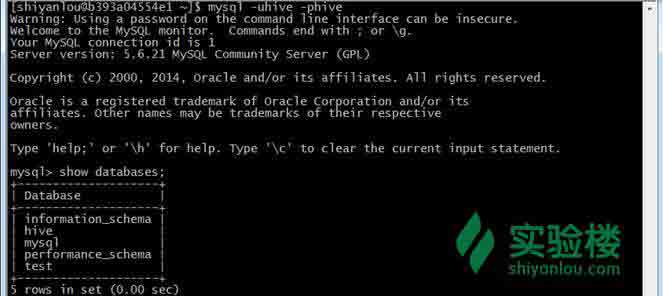 [shiyanlou@b393a04554e1 ~]$ mysql -uhive -phive
Warning: Using a password on the command line interface can be insecure.
Welcome to the MySQL monitor.  Commands end with ; or \g.
Your MySQL connection id is 1
Server version: 5.6.21 MySQL Community Server (GPL)
Copyright (c) 2000, 2014, Oracle and/or its affiliates. All rights reserved.
Oracle is a registered trademark of Oracle Corporation and/or its
affiliates. Other names may be trademarks of their respective
owners.
Type 'help;' or '\h' for help. Type '\c' to clear the current input statement.
mysql> show databases;
+--------------------+
| Database           |
+--------------------+
| information_schema |
| hive               |
| mysql              |
| performance_schema |
| test               |
+--------------------+
5 rows in set (0.00 sec)
实验楼
shiyanlou.com